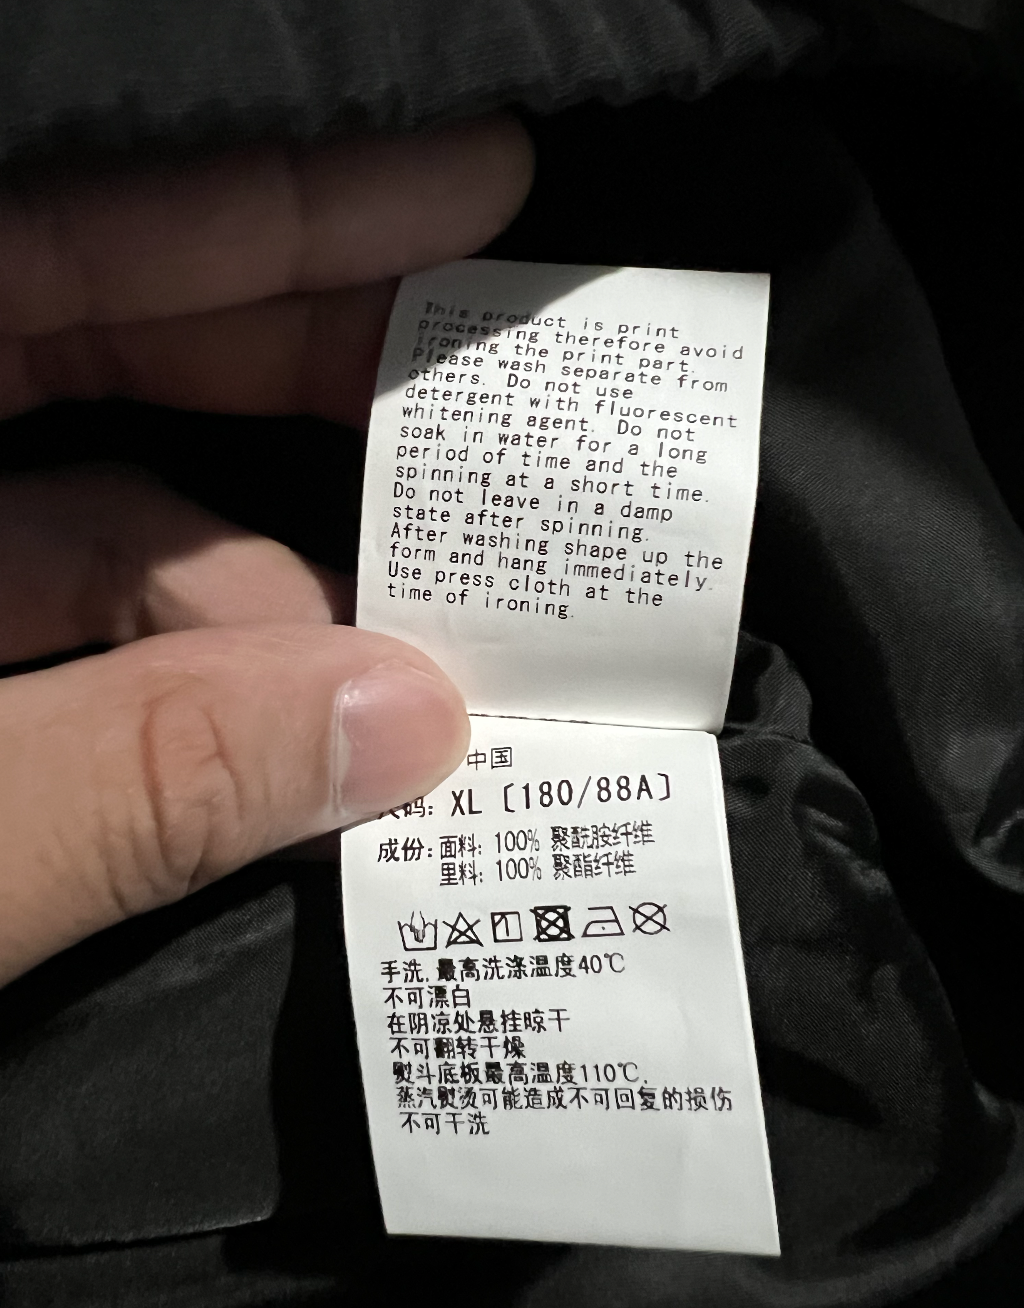 This product is print
processing therefore avoid
ironing the print part.
Please wash separate from
others. Do not use
detergent with fluorescent
whitening agent. Do not
soak in water for a long
period of time and the
spinning at a short time.
Do not leave in a damp
state after spinning.
After washing shape up the
form and hang immediately.
Use press cloth at the
time of ironing.
中国
码: XL [180/88A]
成份: 面料: 100% 聚酰胺纤维
里料: 100% 聚酯纤维
手洗, 最高洗涤温度40℃
不可漂白
在阴凉处悬挂晾干
不可翻转干燥
熨斗底板最高温度110℃,
蒸汽熨烫可能造成不可回复的损伤
不可干洗